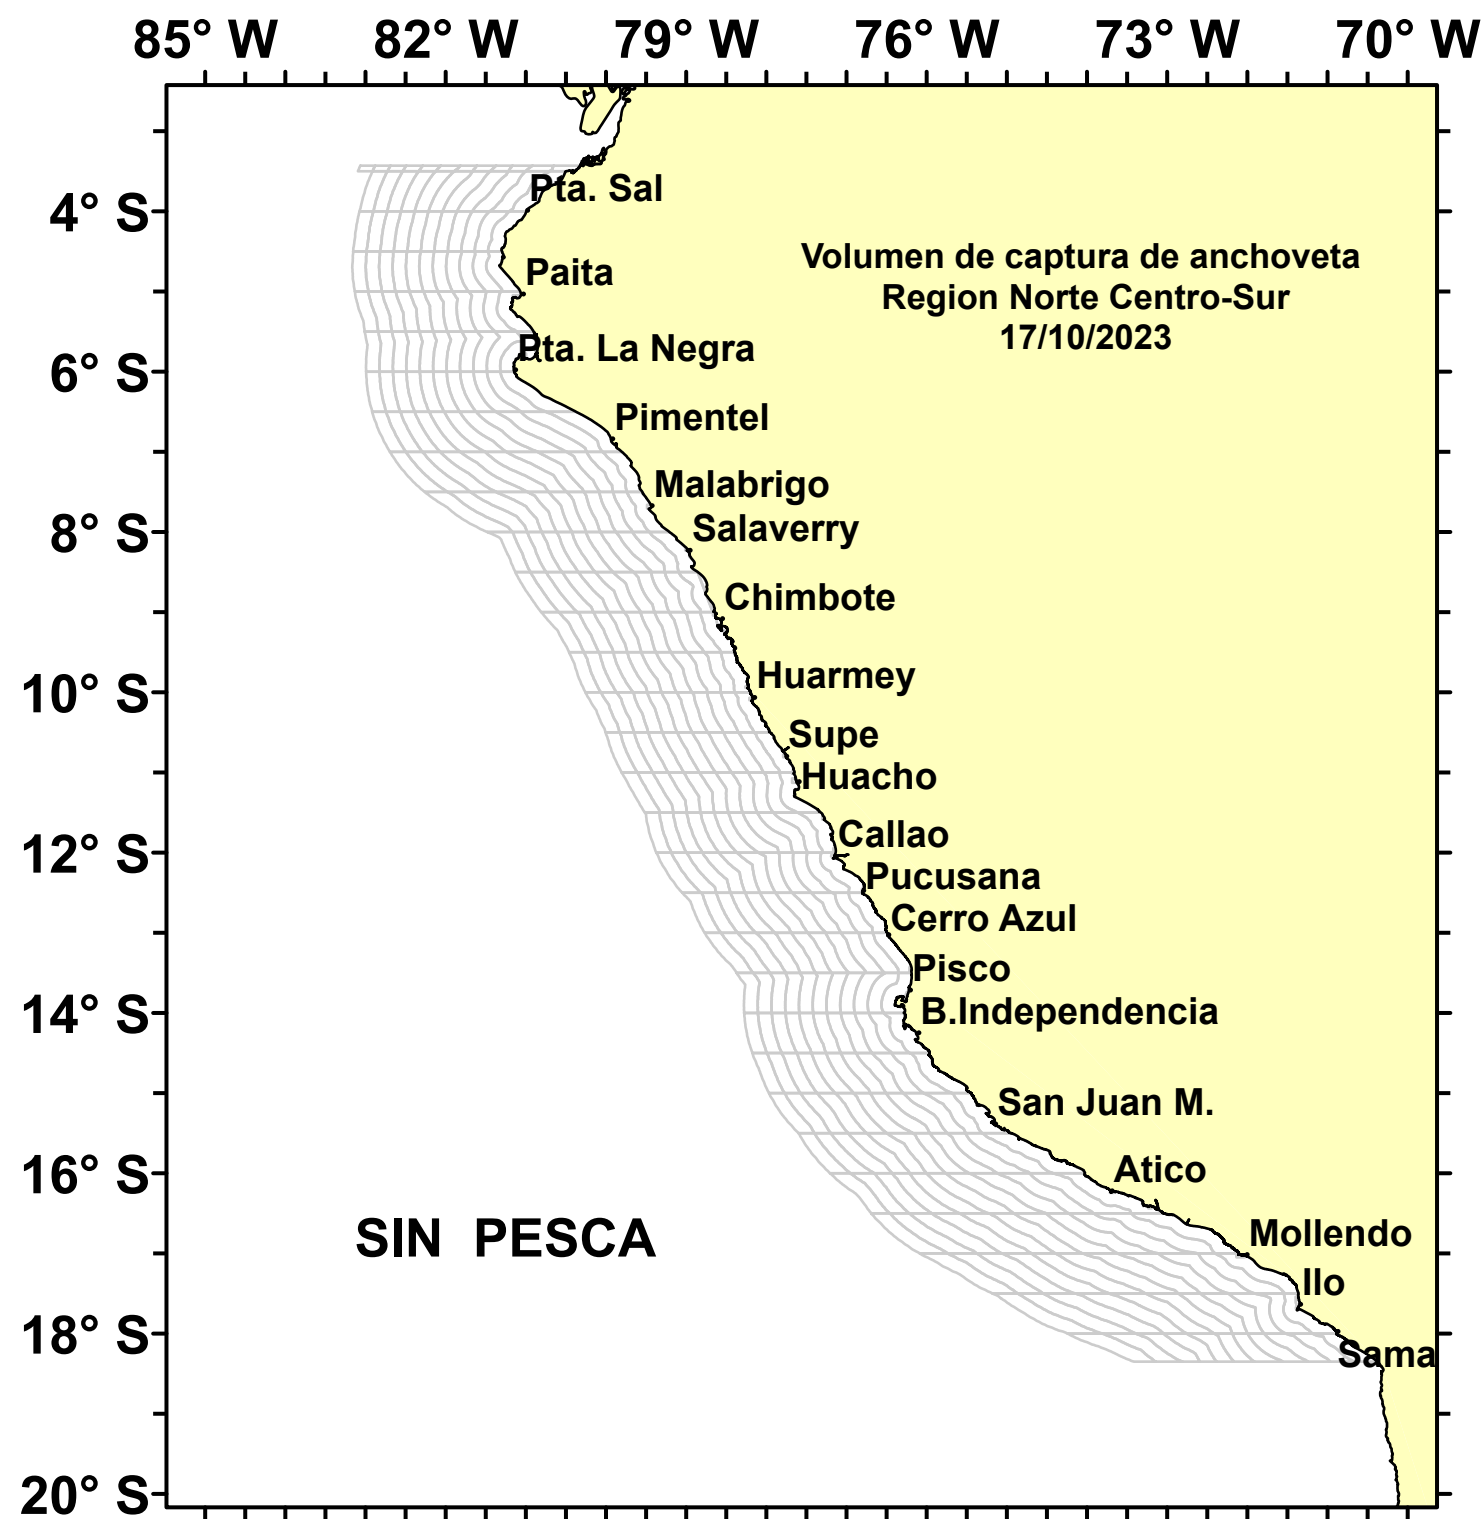 85° W 82° W 79° W 76° W 73° W 70° W
4° S
6° S
8° S
10° S
12° S
14° S
16° S
18° S
20° S
Volumen de captura de anchoveta
Region Norte Centro-Sur
17/10/2023
Pta. Sal
Paita
Pta. La Negra
Pimentel
Malabrigo
Salaverry
Chimbote
Huarmey
Supe
Huacho
Callao
Pucusana
Cerro Azul
Pisco
B.Independencia
San Juan M.
Atico
Mollendo
Ilo
Sama
SIN PESCA